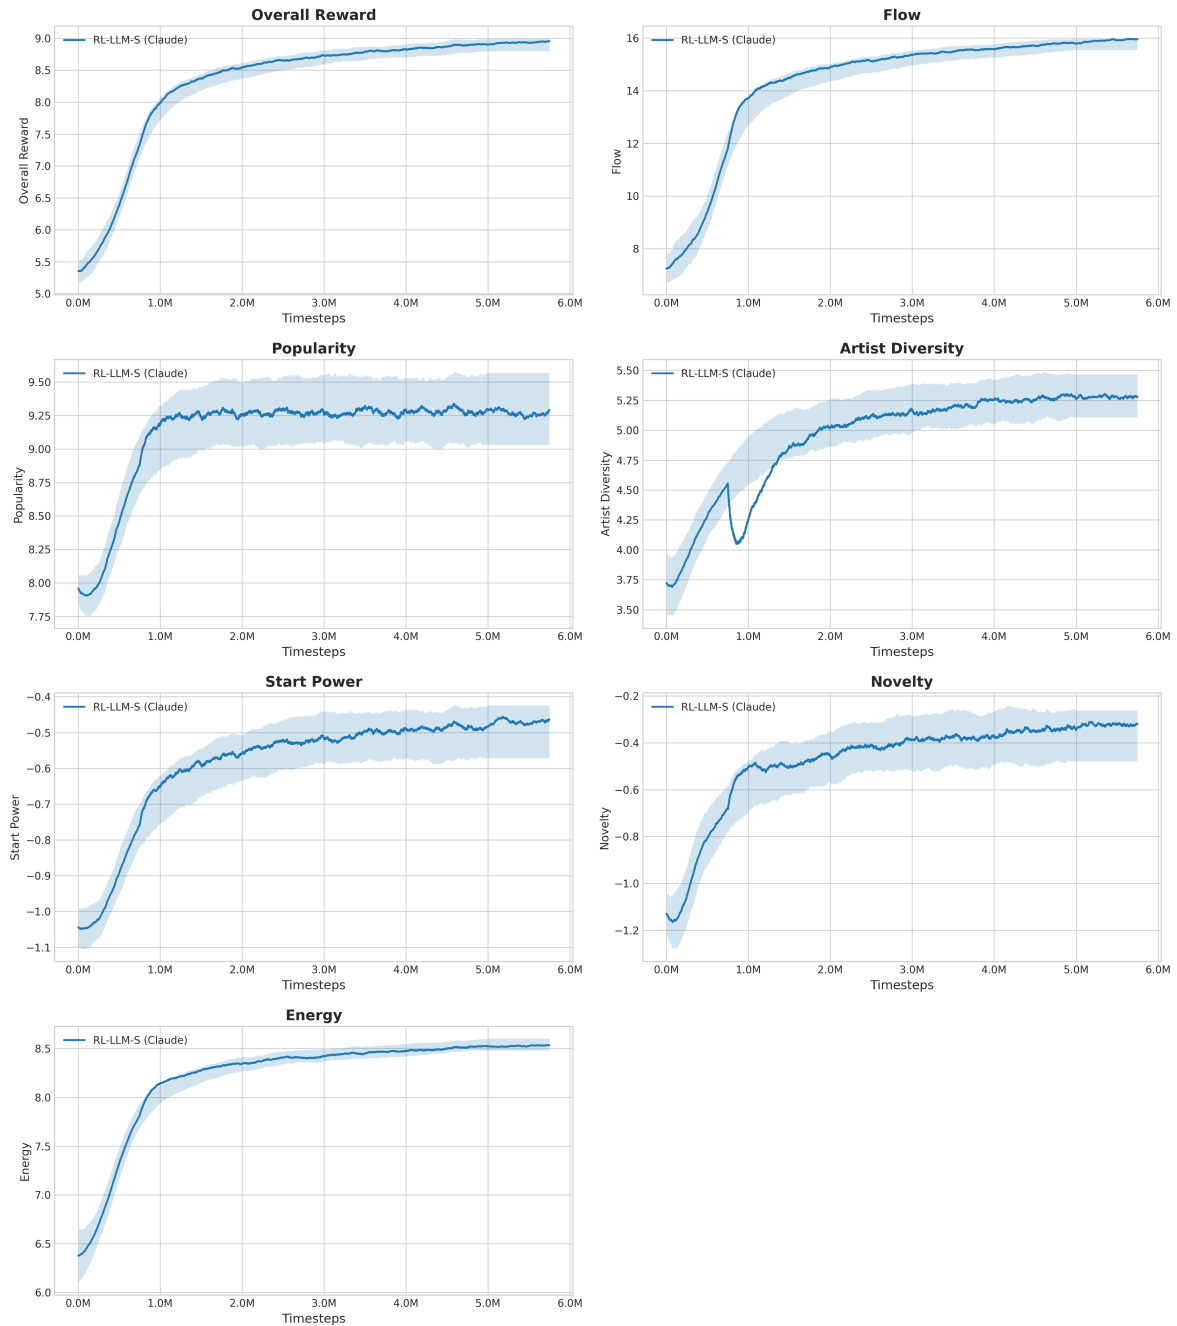 Overall Reward
RL-LLM-S (Claude)
9.0
8.5
8.0
7.5
7.0
6.5
6.0
5.5
5.0
Overall Reward
0.0M 1.0M 2.0M 3.0M 4.0M 5.0M 6.0M
Timesteps
Flow
RL-LLM-S (Claude)
16
14
12
10
8
Flow
0.0M 1.0M 2.0M 3.0M 4.0M 5.0M 6.0M
Timesteps
Popularity
RL-LLM-S (Claude)
9.50
9.25
9.00
8.75
8.50
8.25
8.00
7.75
Popularity
0.0M 1.0M 2.0M 3.0M 4.0M 5.0M 6.0M
Timesteps
Artist Diversity
RL-LLM-S (Claude)
5.50
5.25
5.00
4.75
4.50
4.25
4.00
3.75
3.50
Artist Diversity
0.0M 1.0M 2.0M 3.0M 4.0M 5.0M 6.0M
Timesteps
Start Power
RL-LLM-S (Claude)
−0.4
−0.5
−0.6
−0.7
−0.8
−0.9
−1.0
−1.1
Start Power
0.0M 1.0M 2.0M 3.0M 4.0M 5.0M 6.0M
Timesteps
Novelty
RL-LLM-S (Claude)
−0.2
−0.4
−0.6
−0.8
−1.0
−1.2
Novelty
0.0M 1.0M 2.0M 3.0M 4.0M 5.0M 6.0M
Timesteps
Energy
RL-LLM-S (Claude)
8.5
8.0
7.5
7.0
6.5
6.0
Energy
0.0M 1.0M 2.0M 3.0M 4.0M 5.0M 6.0M
Timesteps